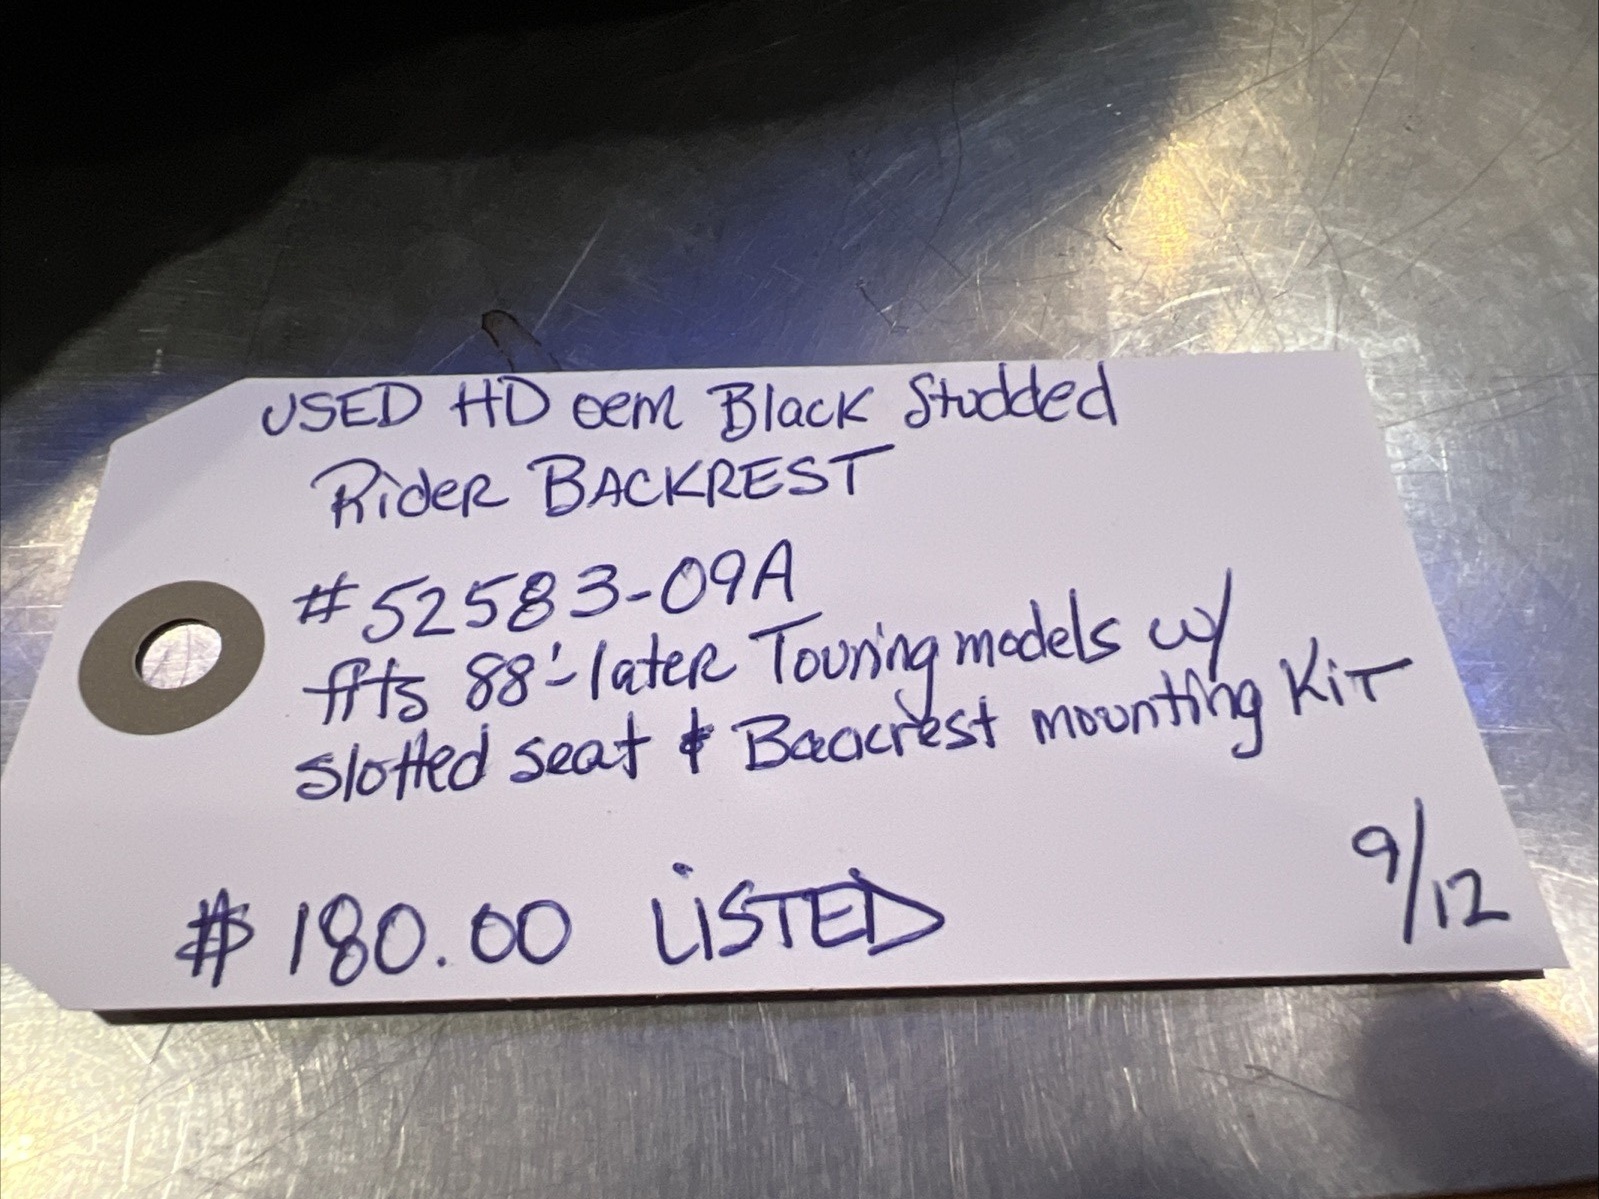 USED HD OEM Black Studded
Rider BACKREST
#52583-09A
fits 88'-later Touring models w/
slotted seat & Backrest mounting Kit
$180.00 LISTED
9/12